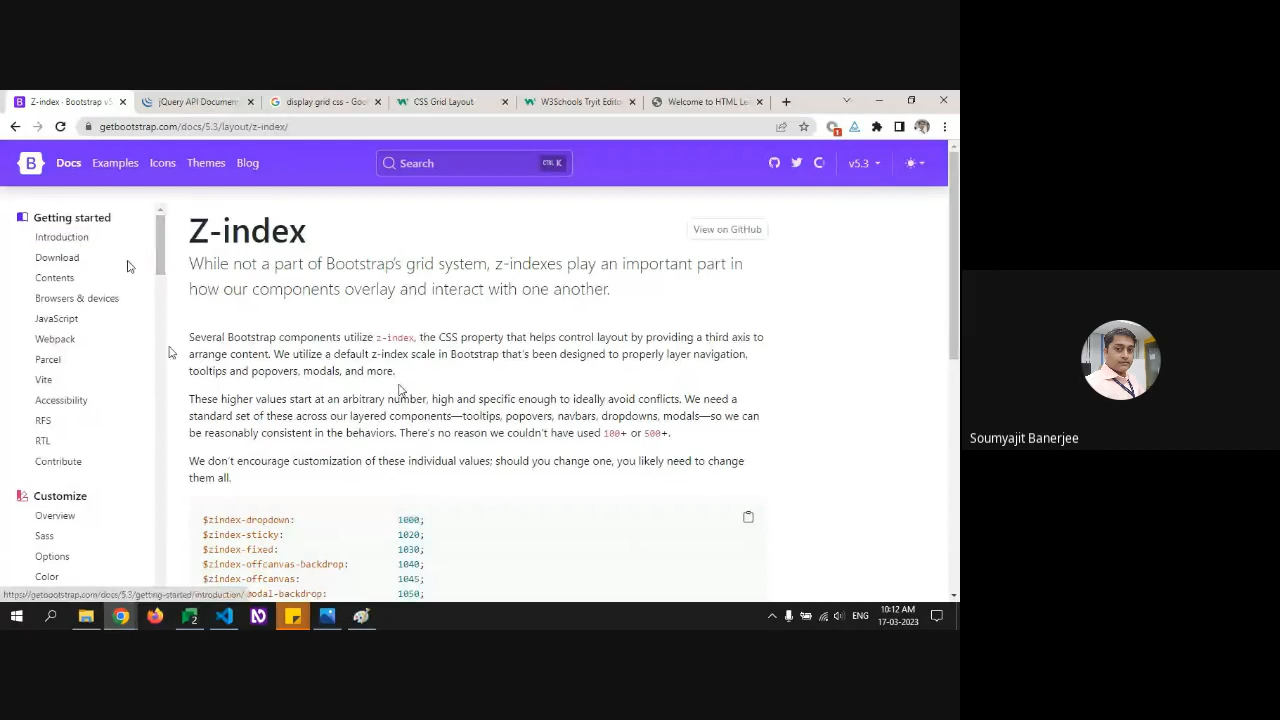 Z-index · Bootstrap v5
jQuery API Documen
display grid css - Goo
CSS Grid Layout
W3Schools Tryit Edito
Welcome to HTML Le
getbootstrap.com/docs/5.3/layout/z-index/
B Docs Examples Icons Themes Blog
Search CTRL K
v5.3
Getting started
Introduction
Download
Contents
Browsers & devices
JavaScript
Webpack
Parcel
Vite
Accessibility
RFS
RTL
Contribute
Customize
Overview
Sass
Options
Color
Z-index
View on GitHub
While not a part of Bootstrap's grid system, z-indexes play an important part in
how our components overlay and interact with one another.
Several Bootstrap components utilize z-index, the CSS property that helps control layout by providing a third axis to
arrange content. We utilize a default z-index scale in Bootstrap that's been designed to properly layer navigation,
tooltips and popovers, modals, and more.
These higher values start at an arbitrary number, high and specific enough to ideally avoid conflicts. We need a
standard set of these across our layered components—tooltips, popovers, navbars, dropdowns, modals—so we can
be reasonably consistent in the behaviors. There's no reason we couldn't have used 100+ or 500+.
We don't encourage customization of these individual values; should you change one, you likely need to change
them all.
$zindex-dropdown: 1000;
$zindex-sticky: 1020;
$zindex-fixed: 1030;
$zindex-offcanvas-backdrop: 1040;
$zindex-offcanvas: 1045;
odal-backdrop: 1050;
https://getbootstrap.com/docs/5.3/getting-started/introduction/
ENG
10:12 AM
17-03-2023
Soumyajit Banerjee